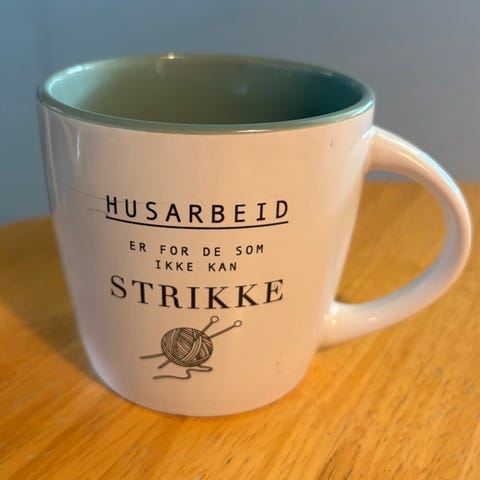 HUSARBEID
ER FOR DE SOM
IKKE KAN
STRIKKE